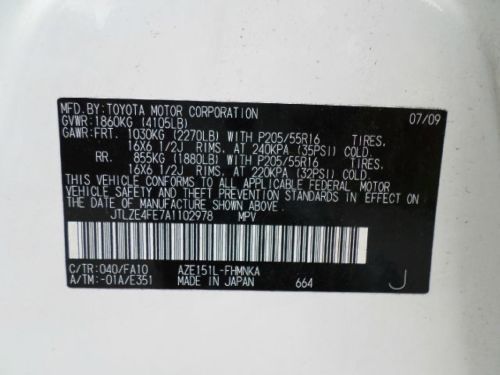 MFD. BY: TOYOTA MOTOR CORPORATION 07/09
GVWR: 1860KG (4105LB)
GAWR: FRT. 1030KG (2270LB) WITH P205/55R16 TIRES,
16X6 1/2J RIMS, AT 240KPA (35PSI) COLD.
RR. 855KG (1880LB) WITH P205/55R16 TIRES,
16X6 1/2J RIMS, AT 220KPA (32PSI) COLD.
THIS VEHICLE CONFORMS TO ALL APPLICABLE FEDERAL MOTOR
VEHICLE SAFETY AND THEFT PREVENTION STANDARDS IN EFFECT ON
THE DATE OF MANUFACTURE SHOWN ABOVE.
JTLZE4FE7A1102978 MPV
C/TR: 040/FA10 AZE151L-FHMNKA
A/TM: -01A/E351 MADE IN JAPAN 664 J